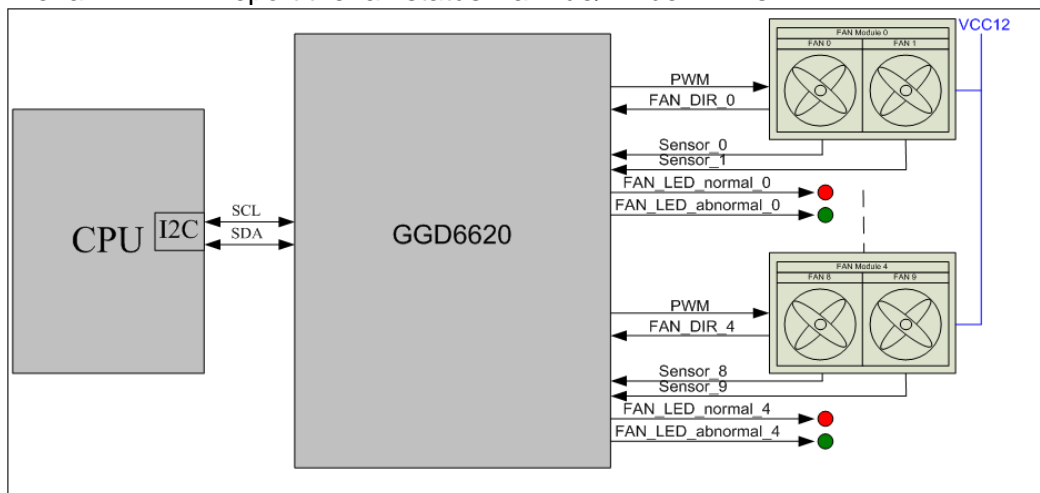 VCC12
FAN Module 0
FAN 0
FAN 1
PWM
FAN_DIR_0
Sensor_0
Sensor_1
FAN_LED_normal_0
FAN_LED_abnormal_0
CPU
I2C
SCL
SDA
GGD6620
FAN Module 4
FAN 8
FAN 9
PWM
FAN_DIR_4
Sensor_8
Sensor_9
FAN_LED_normal_4
FAN_LED_abnormal_4